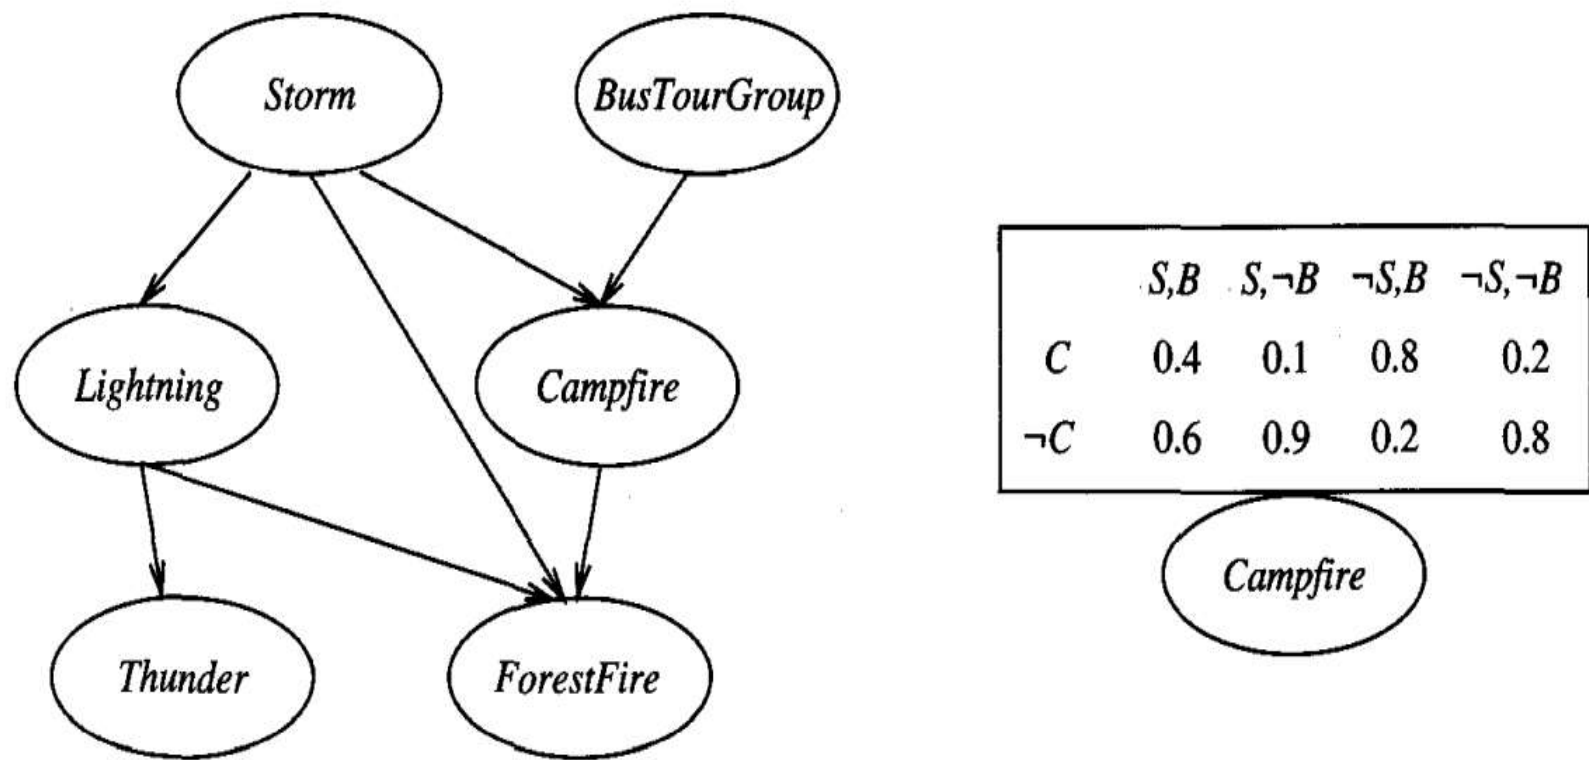 Storm
BusTourGroup
Lightning
Campfire
Thunder
ForestFire
S,B S,¬B ¬S,B ¬S,¬B
C 0.4 0.1 0.8 0.2
¬C 0.6 0.9 0.2 0.8
Campfire